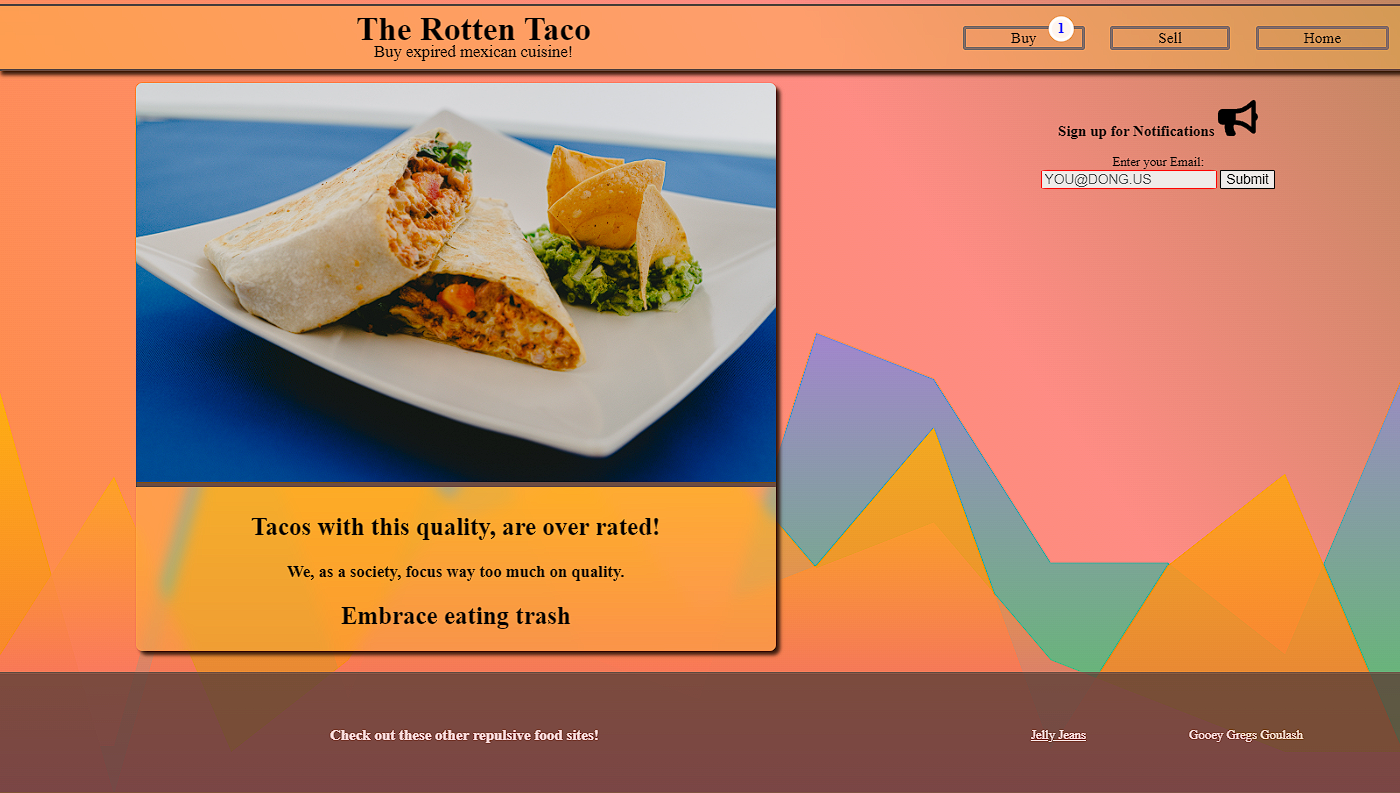 The Rotten Taco
Buy expired mexican cuisine!
Buy
1
Sell
Home
Sign up for Notifications
Enter your Email:
YOU@DONG.US
Submit
Tacos with this quality, are over rated!
We, as a society, focus way too much on quality.
Embrace eating trash
Check out these other repulsive food sites!
Jelly Jeans
Gooey Gregs Goulash